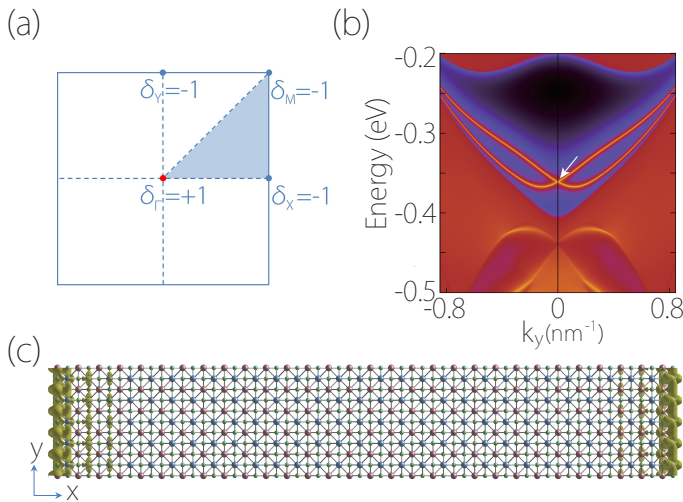 (a)
δY=-1
δM=-1
δΓ=+1
δX=-1
(b)
Energy (eV)
-0.2
-0.3
-0.4
-0.5
-0.8
0
0.8
ky(nm⁻¹)
(c)
y
x